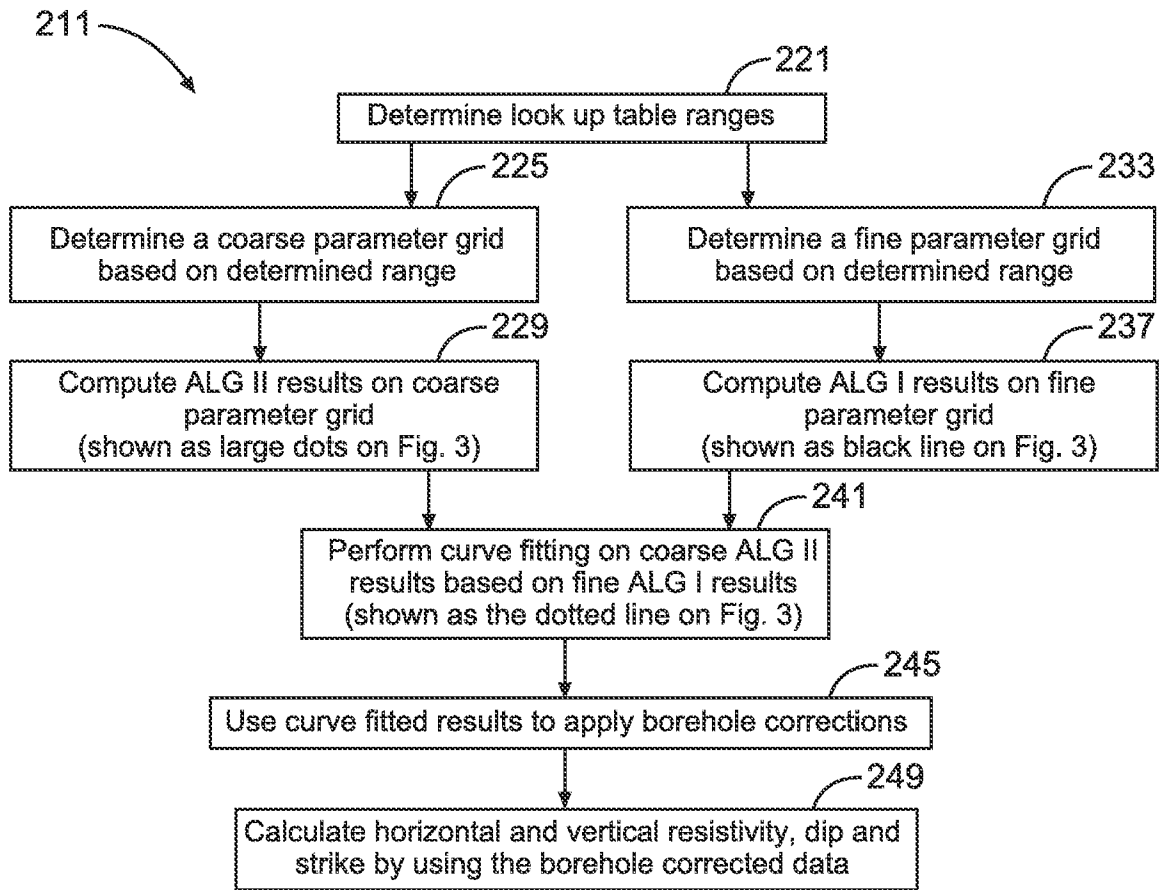 211
221
Determine look up table ranges
225
Determine a coarse parameter grid
based on determined range
233
Determine a fine parameter grid
based on determined range
229
Compute ALG II results on coarse
parameter grid
(shown as large dots on Fig. 3)
237
Compute ALG I results on fine
parameter grid
(shown as black line on Fig. 3)
241
Perform curve fitting on coarse ALG II
results based on fine ALG I results
(shown as the dotted line on Fig. 3)
245
Use curve fitted results to apply borehole corrections
249
Calculate horizontal and vertical resistivity, dip and
strike by using the borehole corrected data